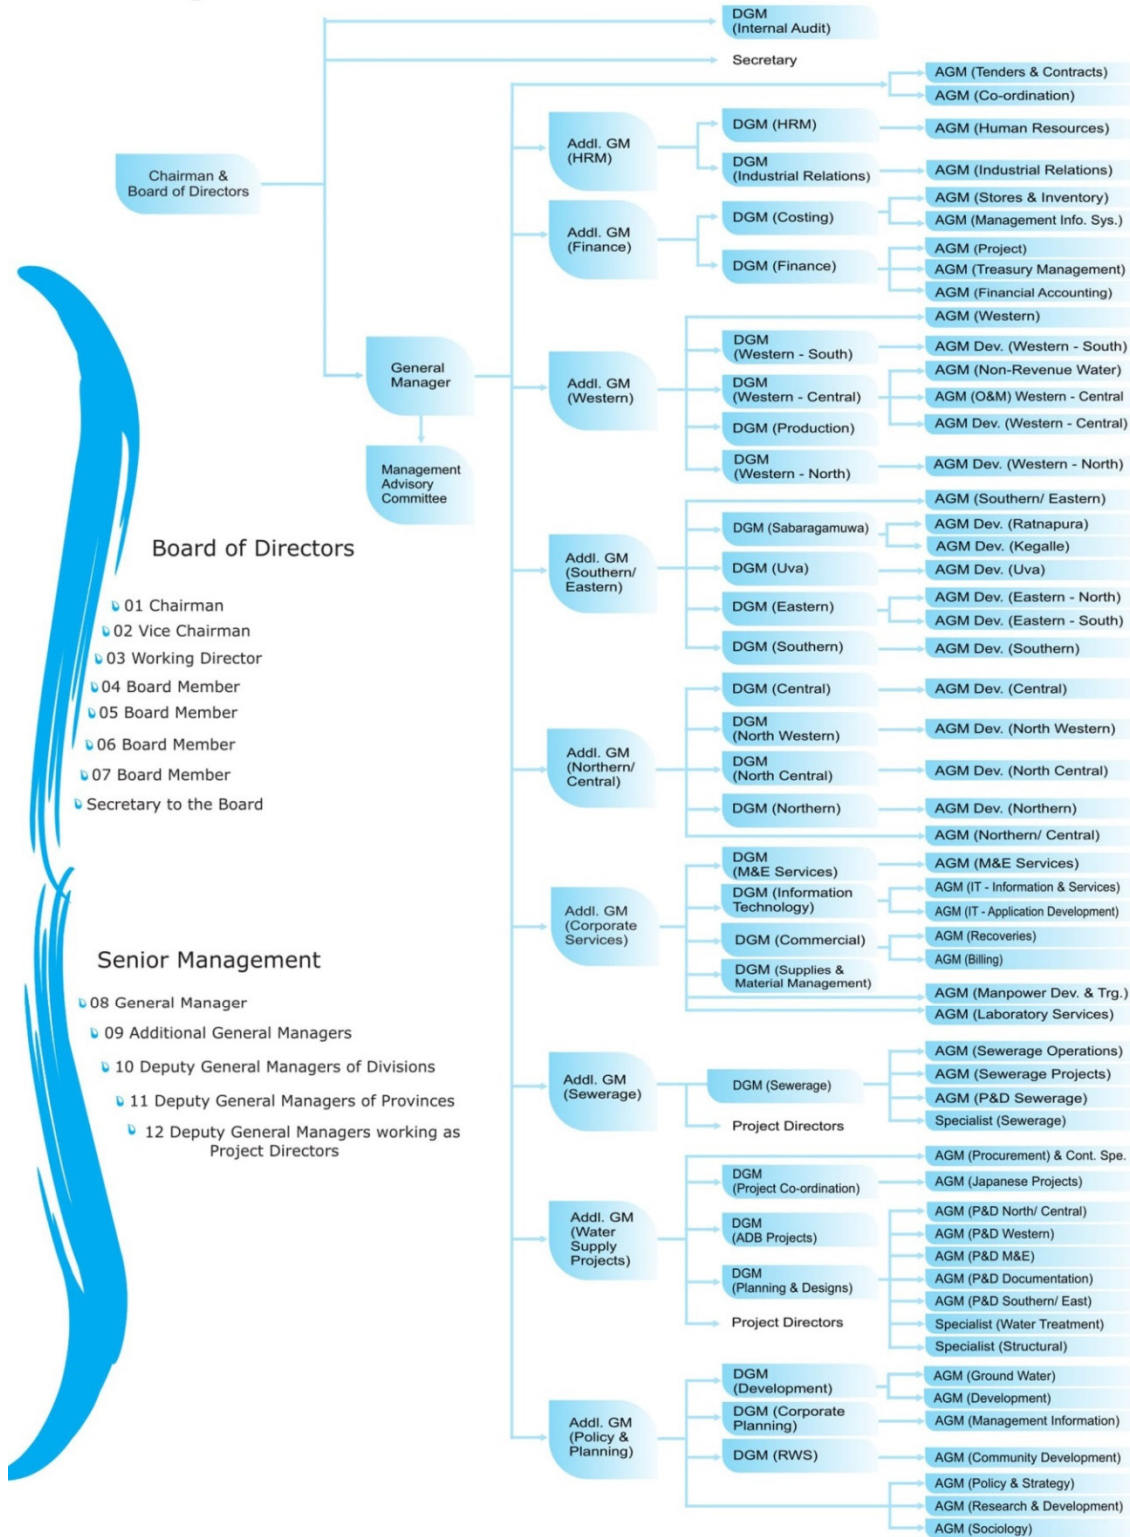 DGM
(Internal Audit)
Secretary
AGM (Tenders & Contracts)
AGM (Co-ordination)
Addl. GM
(HRM)
DGM (HRM)
AGM (Human Resources)
DGM
(Industrial Relations)
AGM (Industrial Relations)
Chairman &
Board of Directors
Addl. GM
(Finance)
DGM (Costing)
AGM (Stores & Inventory)
AGM (Management Info. Sys.)
DGM (Finance)
AGM (Project)
AGM (Treasury Management)
AGM (Financial Accounting)
General
Manager
Management
Advisory
Committee
Addl. GM
(Western)
AGM (Western)
DGM
(Western - South)
AGM Dev. (Western - South)
DGM
(Western - Central)
AGM (Non-Revenue Water)
AGM (O&M) Western - Central
AGM Dev. (Western - Central)
DGM (Production)
DGM
(Western - North)
AGM Dev. (Western - North)
Addl. GM
(Southern/
Eastern)
AGM (Southern/ Eastern)
DGM (Sabaragamuwa)
AGM Dev. (Ratnapura)
AGM Dev. (Kegalle)
DGM (Uva)
AGM Dev. (Uva)
DGM (Eastern)
AGM Dev. (Eastern - North)
AGM Dev. (Eastern - South)
DGM (Southern)
AGM Dev. (Southern)
Addl. GM
(Northern/
Central)
DGM (Central)
AGM Dev. (Central)
DGM
(North Western)
AGM Dev. (North Western)
DGM
(North Central)
AGM Dev. (North Central)
DGM (Northern)
AGM Dev. (Northern)
AGM (Northern/ Central)
Addl. GM
(Corporate
Services)
DGM
(M&E Services)
AGM (M&E Services)
DGM (Information
Technology)
AGM (IT - Information & Services)
AGM (IT - Application Development)
DGM (Commercial)
AGM (Recoveries)
AGM (Billing)
DGM (Supplies &
Material Management)
AGM (Manpower Dev. & Trg.)
AGM (Laboratory Services)
Addl. GM
(Sewerage)
DGM (Sewerage)
AGM (Sewerage Operations)
AGM (Sewerage Projects)
AGM (P&D Sewerage)
Specialist (Sewerage)
Project Directors
Addl. GM
(Water
Supply
Projects)
AGM (Procurement) & Cont. Spe.
DGM
(Project Co-ordination)
AGM (Japanese Projects)
DGM
(ADB Projects)
DGM
(Planning & Designs)
AGM (P&D North/ Central)
AGM (P&D Western)
AGM (P&D M&E)
AGM (P&D Documentation)
AGM (P&D Southern/ East)
Specialist (Water Treatment)
Specialist (Structural)
Project Directors
Addl. GM
(Policy &
Planning)
DGM
(Development)
AGM (Ground Water)
AGM (Development)
DGM (Corporate
Planning)
AGM (Management Information)
DGM (RWS)
AGM (Community Development)
AGM (Policy & Strategy)
AGM (Research & Development)
AGM (Sociology)
Board of Directors
01 Chairman
02 Vice Chairman
03 Working Director
04 Board Member
05 Board Member
06 Board Member
07 Board Member
Secretary to the Board
Senior Management
08 General Manager
09 Additional General Managers
10 Deputy General Managers of Divisions
11 Deputy General Managers of Provinces
12 Deputy General Managers working as
Project Directors